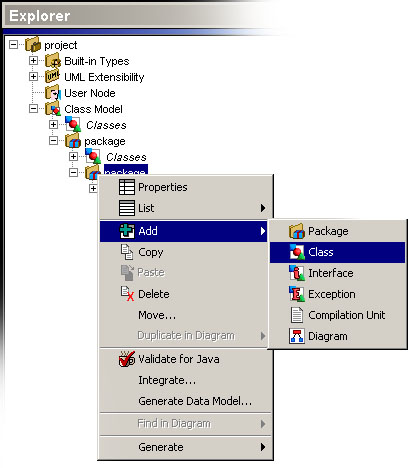 Explorer
project
Built-in Types
UML
UML Extensibility
User Node
Class Model
Classes
package
Classes
package
Properties
List
Add
Copy
Paste
Delete
Move...
Duplicate in Diagram
Validate for Java
Integrate...
Generate Data Model...
Find in Diagram
Generate
Package
Class
Interface
Exception
Compilation Unit
Diagram